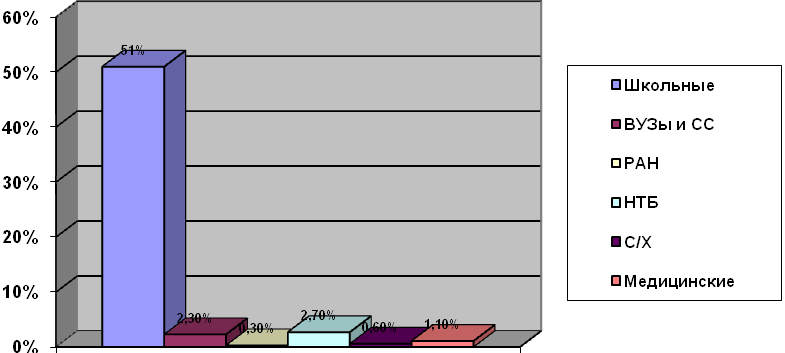 60%
50%
40%
30%
20%
10%
0%
51%
2,30%
0,30%
2,70%
0,60%
1,10%
Школьные
ВУЗы и СС
РАН
НТБ
С/Х
Медицинские